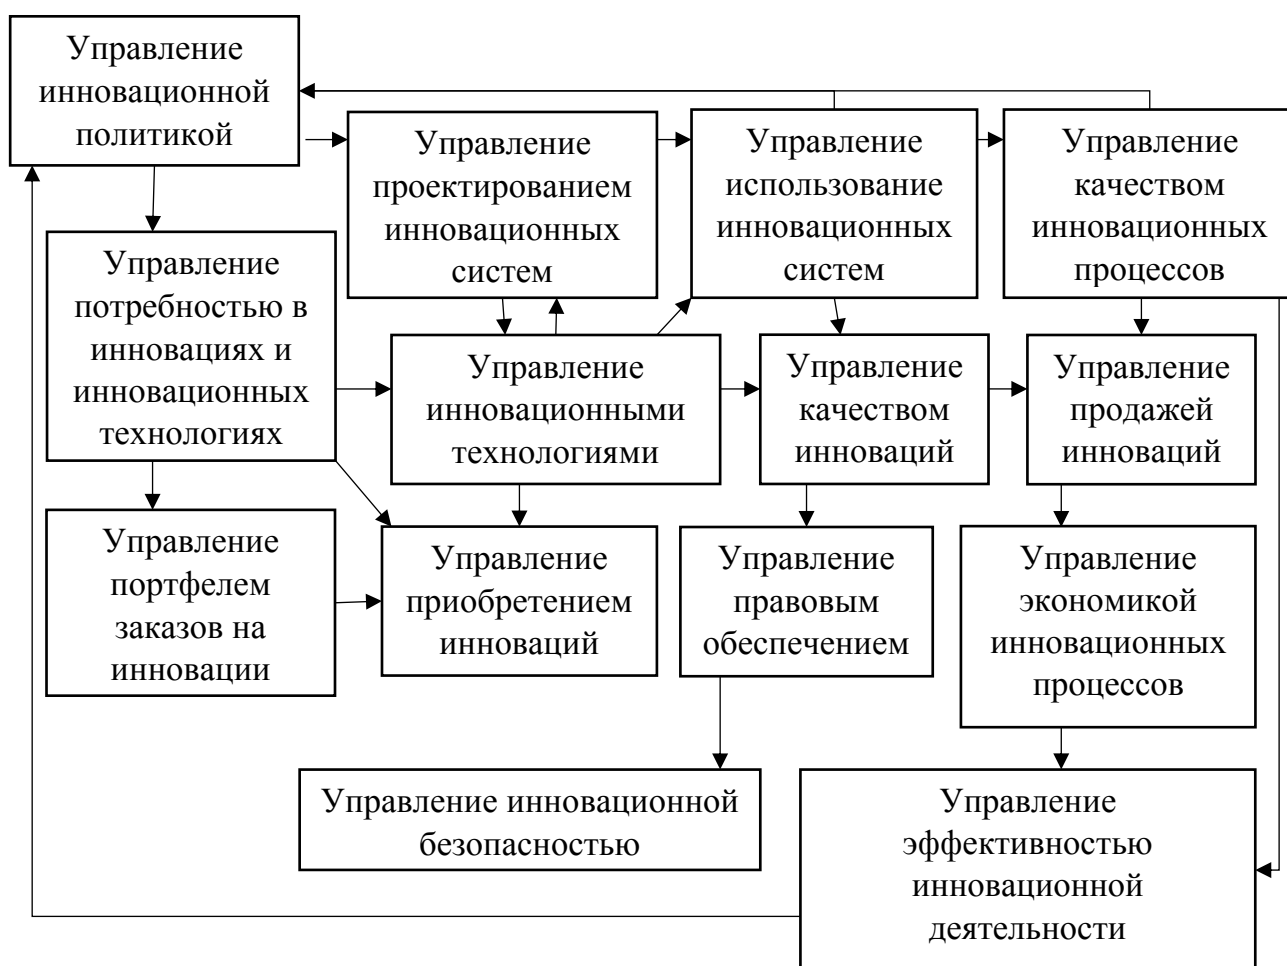 Управление
инновационной
политикой
Управление
проектированием
инновационных
систем
Управление
использование
инновационных
систем
Управление
качеством
инновационных
процессов
Управление
потребностью в
инновациях и
инновационных
технологиях
Управление
инновационными
технологиями
Управление
качеством
инноваций
Управление
продажей
инноваций
Управление
портфелем
заказов на
инновации
Управление
приобретением
инноваций
Управление
правовым
обеспечением
Управление
экономикой
инновационных
процессов
Управление инновационной
безопасностью
Управление
эффективностью
инновационной
деятельности